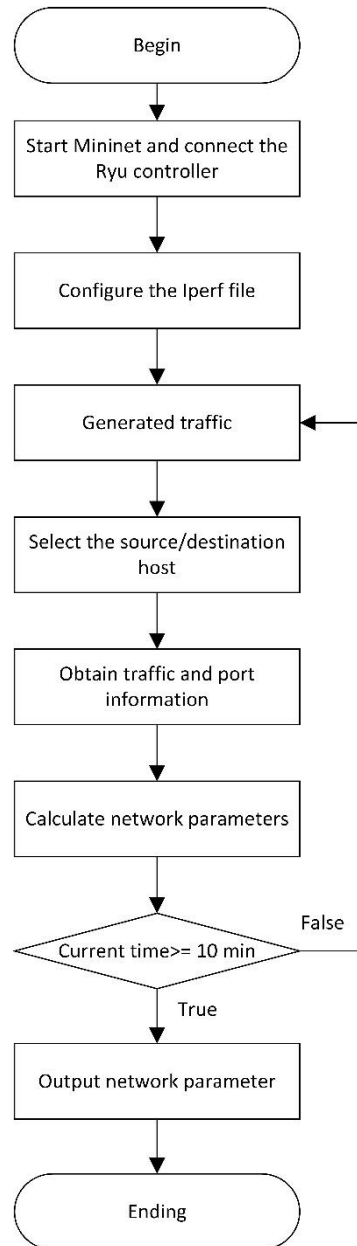 Begin
Start Mininet and connect the
Ryu controller
Configure the Iperf file
Generated traffic
Select the source/destination
host
Obtain traffic and port
information
Calculate network parameters
False
Current time>= 10 min
True
Output network parameter
Ending